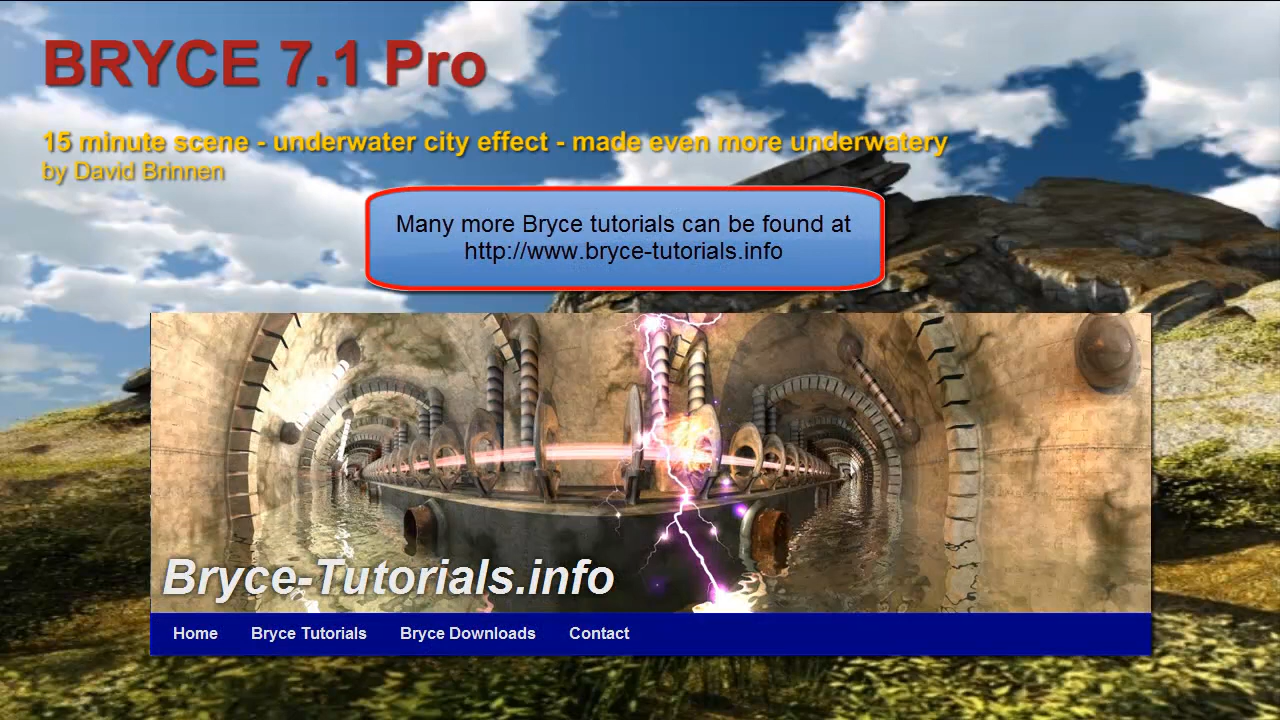 BRYCE 7.1 Pro
15 minute scene - underwater city effect - made even more underwatery
by David Brinnen
Many more Bryce tutorials can be found at
http://www.bryce-tutorials.info
Bryce-Tutorials.info
Home Bryce Tutorials Bryce Downloads Contact